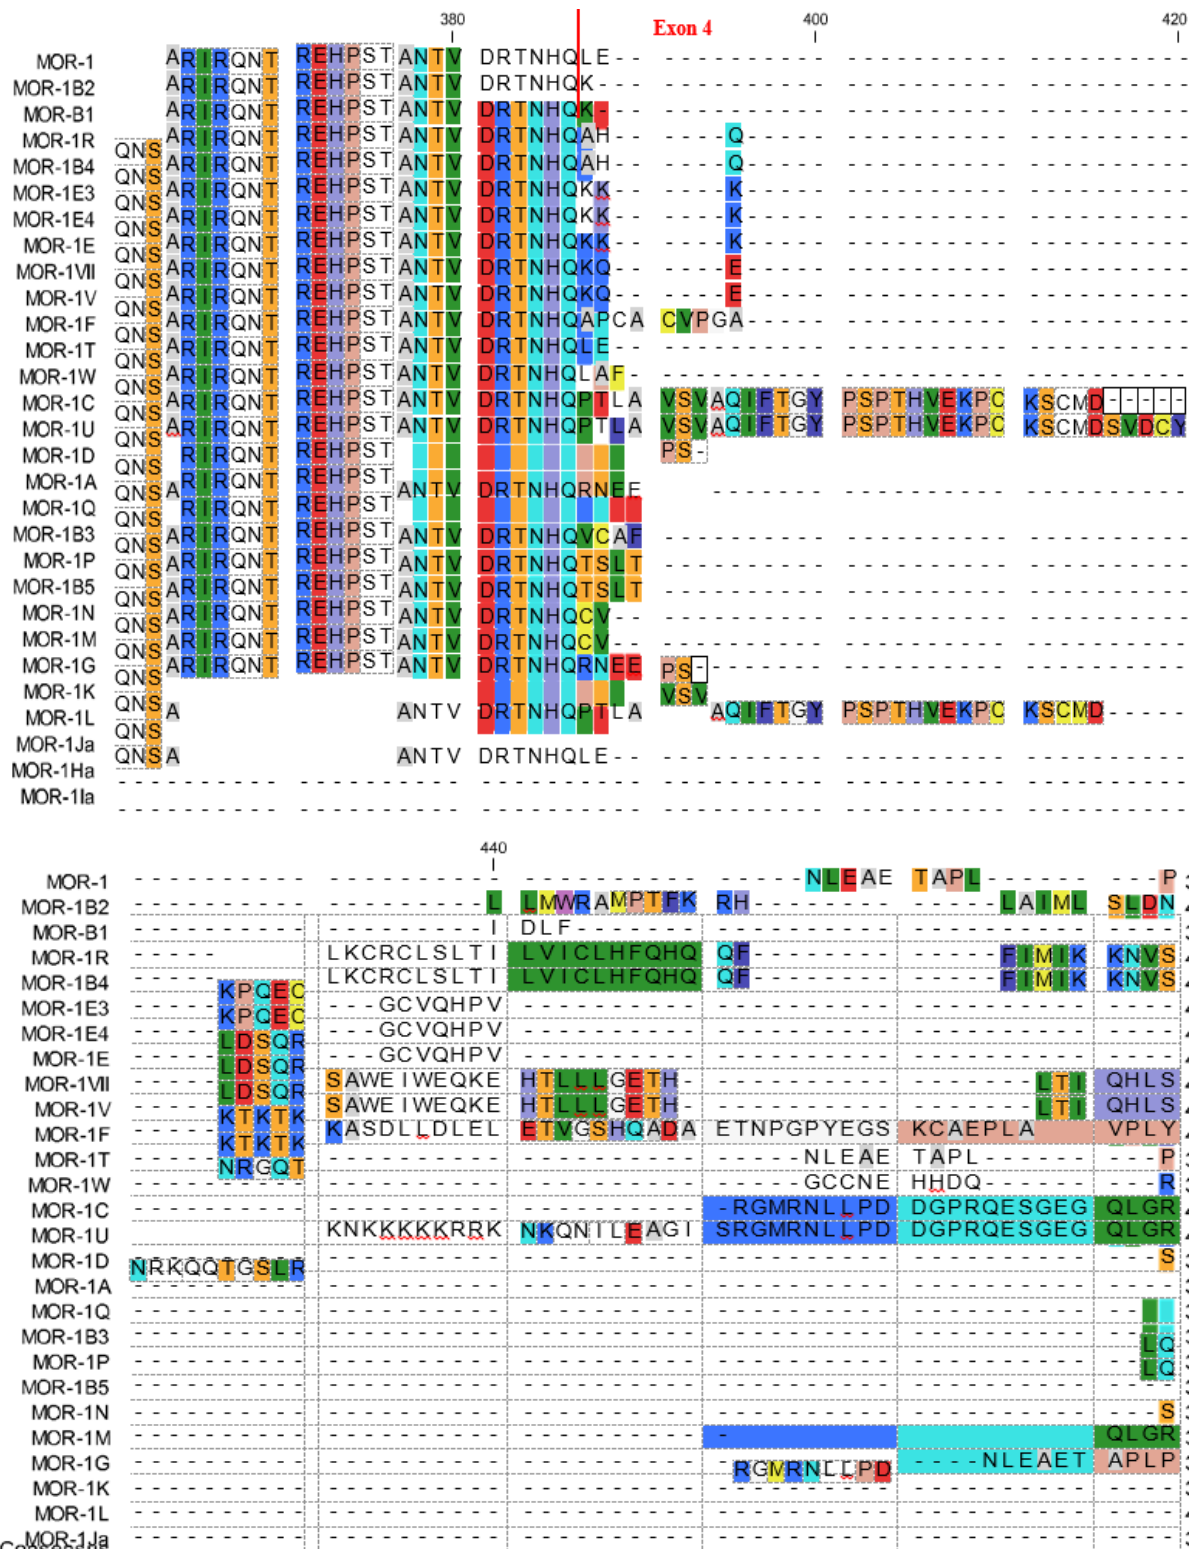 380 400 420
Exon 4
MOR-1 ARIRQNT REHPST ANTV DRTNHQLE
MOR-1B2 ARIRQNT REHPST ANTV DRTNHQK
MOR-B1 ARIRQNT REHPST ANTV DRTNHQK-
MOR-1R ARIRQNT REHPST ANTV DRTNHQAH Q
MOR-1B4 QNS ARIRQNT REHPST ANTV DRTNHQAH Q
MOR-1E3 QNS ARIRQNT REHPST ANTV DRTNHQKK K
MOR-1E4 QNS ARIRQNT REHPST ANTV DRTNHQKK K
MOR-1E QNS ARIRQNT REHPST ANTV DRTNHQKK K
MOR-1VII QNS ARIRQNT REHPST ANTV DRTNHQKQ E
MOR-1V QNS ARIRQNT REHPST ANTV DRTNHQKQ E
MOR-1F QNS ARIRQNT REHPST ANTV DRTNHQAPCA CVPGA
MOR-1T QNS ARIRQNT REHPST ANTV DRTNHQLE
MOR-1W QNS ARIRQNT REHPST ANTV DRTNHQLAF
MOR-1C QNS ARIRQNT REHPST ANTV DRTNHQPTLA VSVAQIFTGY PSPTHVEKPC KSCMD-----
MOR-1U QNS ARIRQNT REHPST ANTV DRTNHQPTLA VSVAQIFTGY PSPTHVEKPC KSCMDSVDCY
MOR-1D QNS RIRQNT REHPST PS-
MOR-1A QNS ARIRQNT REHPST ANTV DRTNHQRNEE
MOR-1Q QNS RIRQNT REHPST
MOR-1B3 QNS ARIRQNT REHPST ANTV DRTNHQVCAF
MOR-1P QNS ARIRQNT REHPST ANTV DRTNHQTSLT
MOR-1B5 QNS ARIRQNT REHPST ANTV DRTNHQTSLT
MOR-1N QNS ARIRQNT REHPST ANTV DRTNHQCV
MOR-1M QNS ARIRQNT REHPST ANTV DRTNHQCV
MOR-1G QNS ARIRQNT REHPST ANTV DRTNHQRNEE PS-
MOR-1K QNS VSV
MOR-1L QNS A ANTV DRTNHQPTLA AQIFTGY PSPTHVEKPC KSCMD
MOR-1Ja QNS
MOR-1Ha QNSA ANTV DRTNHQLE
MOR-1Ia
440
MOR-1 NLEAE TAPL P
MOR-1B2 L LMWRAMPTFK RH LAIML SLDN
MOR-B1 I DLF
MOR-1R LKCRCLSLTI LVICLHFQHQ QF FIMIK KNVS
MOR-1B4 LKCRCLSLTI LVICLHFQHQ QF FIMIK KNVS
MOR-1E3 KPQEC GCVQHPV
MOR-1E4 KPQEC GCVQHPV
MOR-1E LDSQR GCVQHPV
MOR-1VII LDSQR SAWEIWEQKE HTLLLGETH LTI QHLS
MOR-1V LDSQR SAWEIWEQKE HTLLLGETH LTI QHLS
MOR-1F KTKTK KASDLLDLEL ETVGSHQADA ETNPGPYEGS KCAEPLA VPLY
MOR-1T KTKTK NLEAE TAPL P
MOR-1W NRGQT GCCNE HHDQ R
MOR-1C -RGMRNLLPD DGPRQESGEG QLGR
MOR-1U KNKKKKKRRK NKQNTLEAGI SRGMRNLLPD DGPRQESGEG QLGR
MOR-1D NRKQQTGSLR S
MOR-1A
MOR-1Q
MOR-1B3 LQ
MOR-1P LQ
MOR-1B5
MOR-1N S
MOR-1M - QLGR
MOR-1G RGMRNLLPD ----NLEAET APLP
MOR-1K
MOR-1L
MOR-1Ja